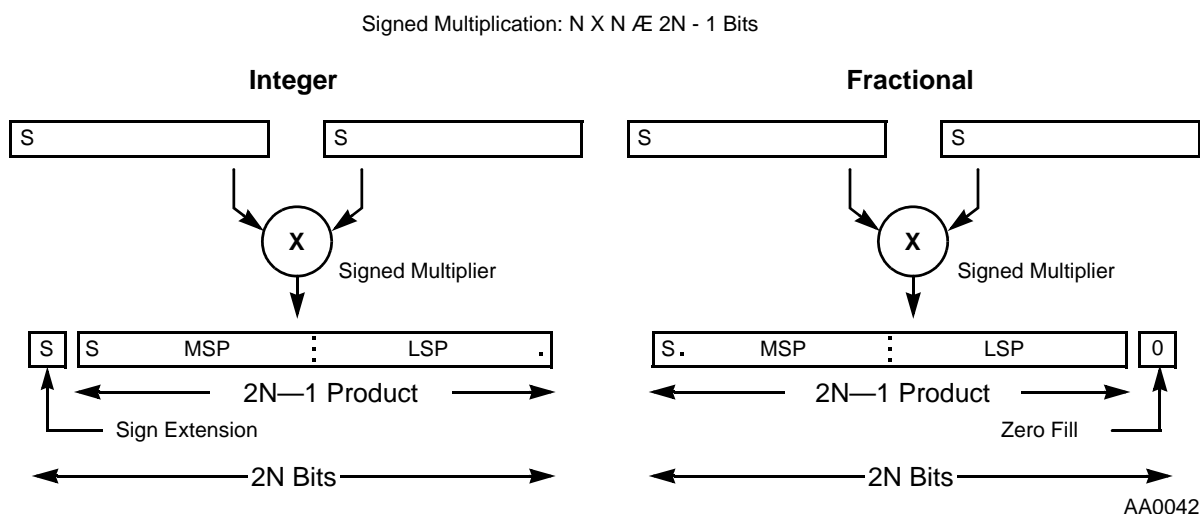 Signed Multiplication: N X N Æ 2N - 1 Bits
Integer
Fractional
S
S
S
S
X
X
Signed Multiplier
Signed Multiplier
S
S MSP LSP .
S. MSP LSP
0
2N—1 Product
2N—1 Product
Sign Extension
Zero Fill
2N Bits
2N Bits
AA0042